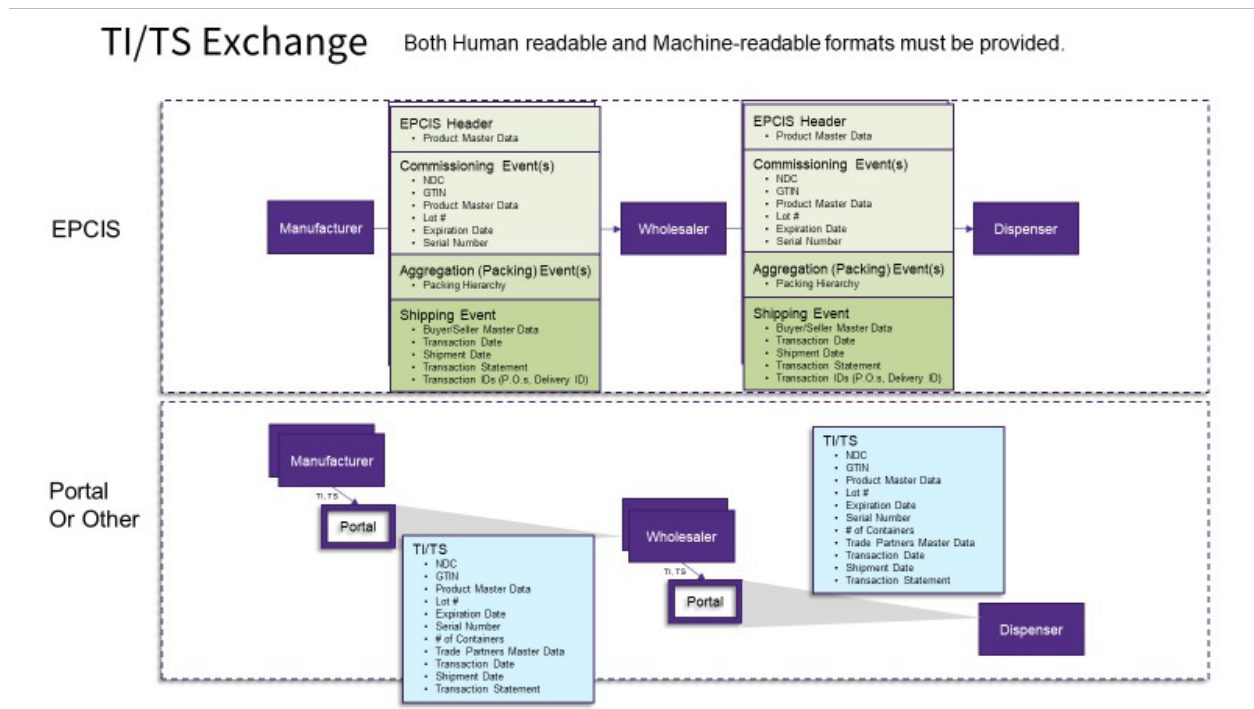 TI/TS Exchange
Both Human readable and Machine-readable formats must be provided.
EPCIS
Manufacturer
EPCIS Header
• Product Master Data
Commissioning Event(s)
• NDC
• GTIN
• Product Master Data
• Lot #
• Expiration Date
• Serial Number
Aggregation (Packing) Event(s)
• Packing Hierarchy
Shipping Event
• Buyer/Seller Master Data
• Transaction Date
• Shipment Date
• Transaction Statement
• Transaction IDs (P.O.s, Delivery ID)
Wholesaler
EPCIS Header
• Product Master Data
Commissioning Event(s)
• NDC
• GTIN
• Product Master Data
• Lot #
• Expiration Date
• Serial Number
Aggregation (Packing) Event(s)
• Packing Hierarchy
Shipping Event
• Buyer/Seller Master Data
• Transaction Date
• Shipment Date
• Transaction Statement
• Transaction IDs (P.O.s, Delivery ID)
Dispenser
Portal
Or Other
Manufacturer
TI, TS
Portal
TI/TS
• NDC
• GTIN
• Product Master Data
• Lot #
• Expiration Date
• Serial Number
• # of Containers
• Trade Partners Master Data
• Transaction Date
• Shipment Date
• Transaction Statement
Wholesaler
TI, TS
Portal
TI/TS
• NDC
• GTIN
• Product Master Data
• Lot #
• Expiration Date
• Serial Number
• # of Containers
• Trade Partners Master Data
• Transaction Date
• Shipment Date
• Transaction Statement
Dispenser